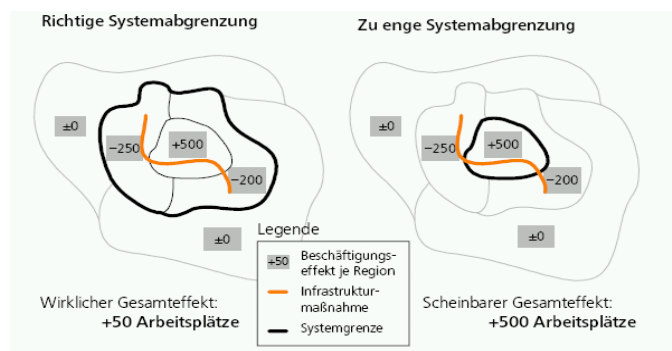 Richtige Systemabgrenzung
Zu enge Systemabgrenzung
±0
−250
+500
−200
±0
±0
−250
+500
−200
±0
Legende
+50
Beschäftigungs-
effekt je Region
Infrastruktur-
maßnahme
Systemgrenze
Wirklicher Gesamteffekt:
+50 Arbeitsplätze
Scheinbarer Gesamteffekt:
+500 Arbeitsplätze